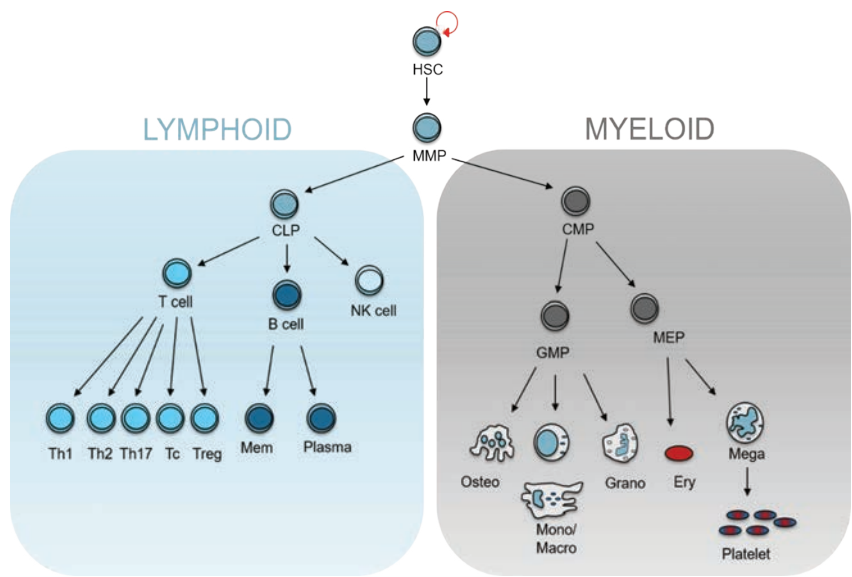 HSC
LYMPHOID
MYELOID
MMP
CLP
CMP
T cell
B cell
NK cell
GMP
MEP
Th1
Th2
Th17
Tc
Treg
Mem
Plasma
Osteo
Mono/
Macro
Grano
Ery
Mega
Platelet